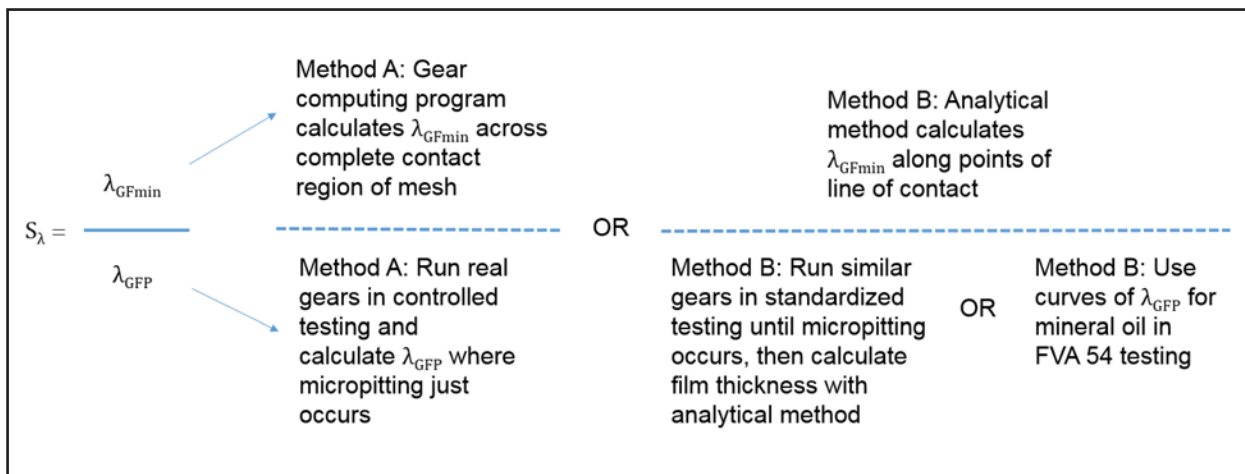 Method A: Gear
computing program
calculates λGFmin across
complete contact
region of mesh
Method B: Analytical
method calculates
λGFmin along points of
line of contact
λGFmin
Sλ =
OR
λGFP
Method A: Run real
gears in controlled
testing and
calculate λGFP where
micropitting just
occurs
Method B: Run similar
gears in standardized
testing until micropitting
occurs, then calculate
film thickness with
analytical method
OR
Method B: Use
curves of λGFP for
mineral oil in
FVA 54 testing